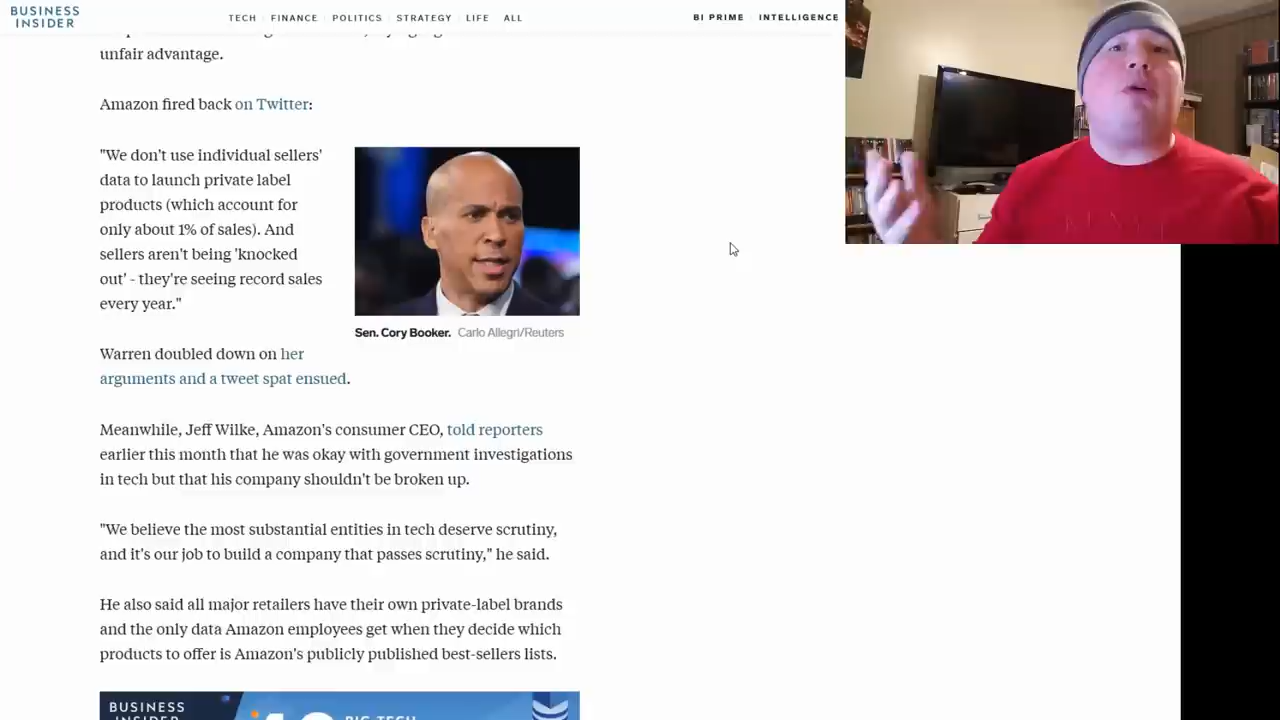 BUSINESS
INSIDER
TECH
FINANCE
POLITICS
STRATEGY
LIFE
ALL
BI PRIME
INTELLIGENCE
unfair advantage.
Amazon fired back on Twitter:
"We don't use individual sellers'
data to launch private label
products (which account for
only about 1% of sales). And
sellers aren't being 'knocked
out' - they're seeing record sales
every year."
Sen. Cory Booker. Carlo Allegri/Reuters
Warren doubled down on her
arguments and a tweet spat ensued.
Meanwhile, Jeff Wilke, Amazon's consumer CEO, told reporters
earlier this month that he was okay with government investigations
in tech but that his company shouldn't be broken up.
"We believe the most substantial entities in tech deserve scrutiny,
and it's our job to build a company that passes scrutiny," he said.
He also said all major retailers have their own private-label brands
and the only data Amazon employees get when they decide which
products to offer is Amazon's publicly published best-sellers lists.
BUSINESS
BIG TECH